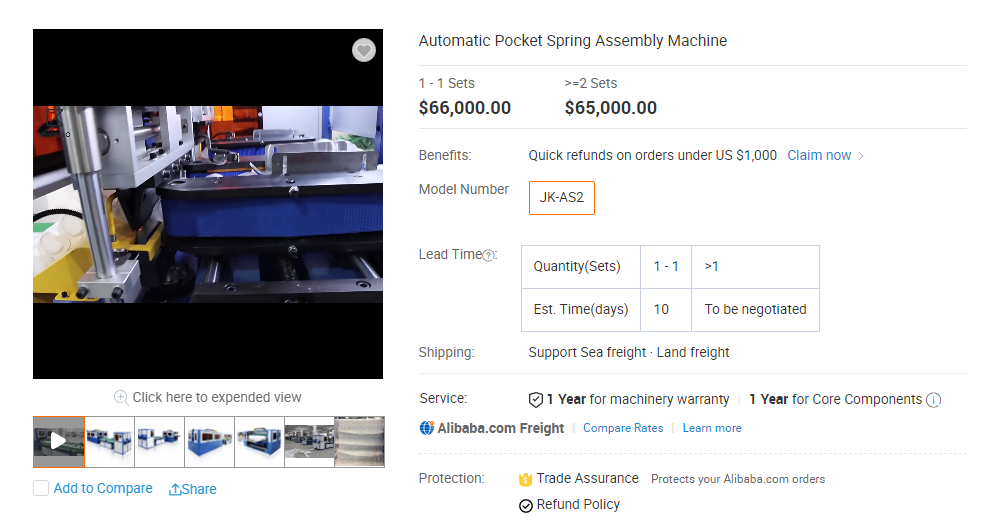 Automatic Pocket Spring Assembly Machine
1 - 1 Sets >=2 Sets
$66,000.00 $65,000.00
Benefits: Quick refunds on orders under US $1,000 Claim now >
Model Number JK-AS2
Lead Time?: Quantity(Sets) 1 - 1 >1
Est. Time(days) 10 To be negotiated
Shipping: Support Sea freight · Land freight
Click here to expended view
Service: 1 Year for machinery warranty | 1 Year for Core Components i
Alibaba.com Freight | Compare Rates | Learn more
Protection: $ Trade Assurance Protects your Alibaba.com orders
Add to Compare Share
Refund Policy